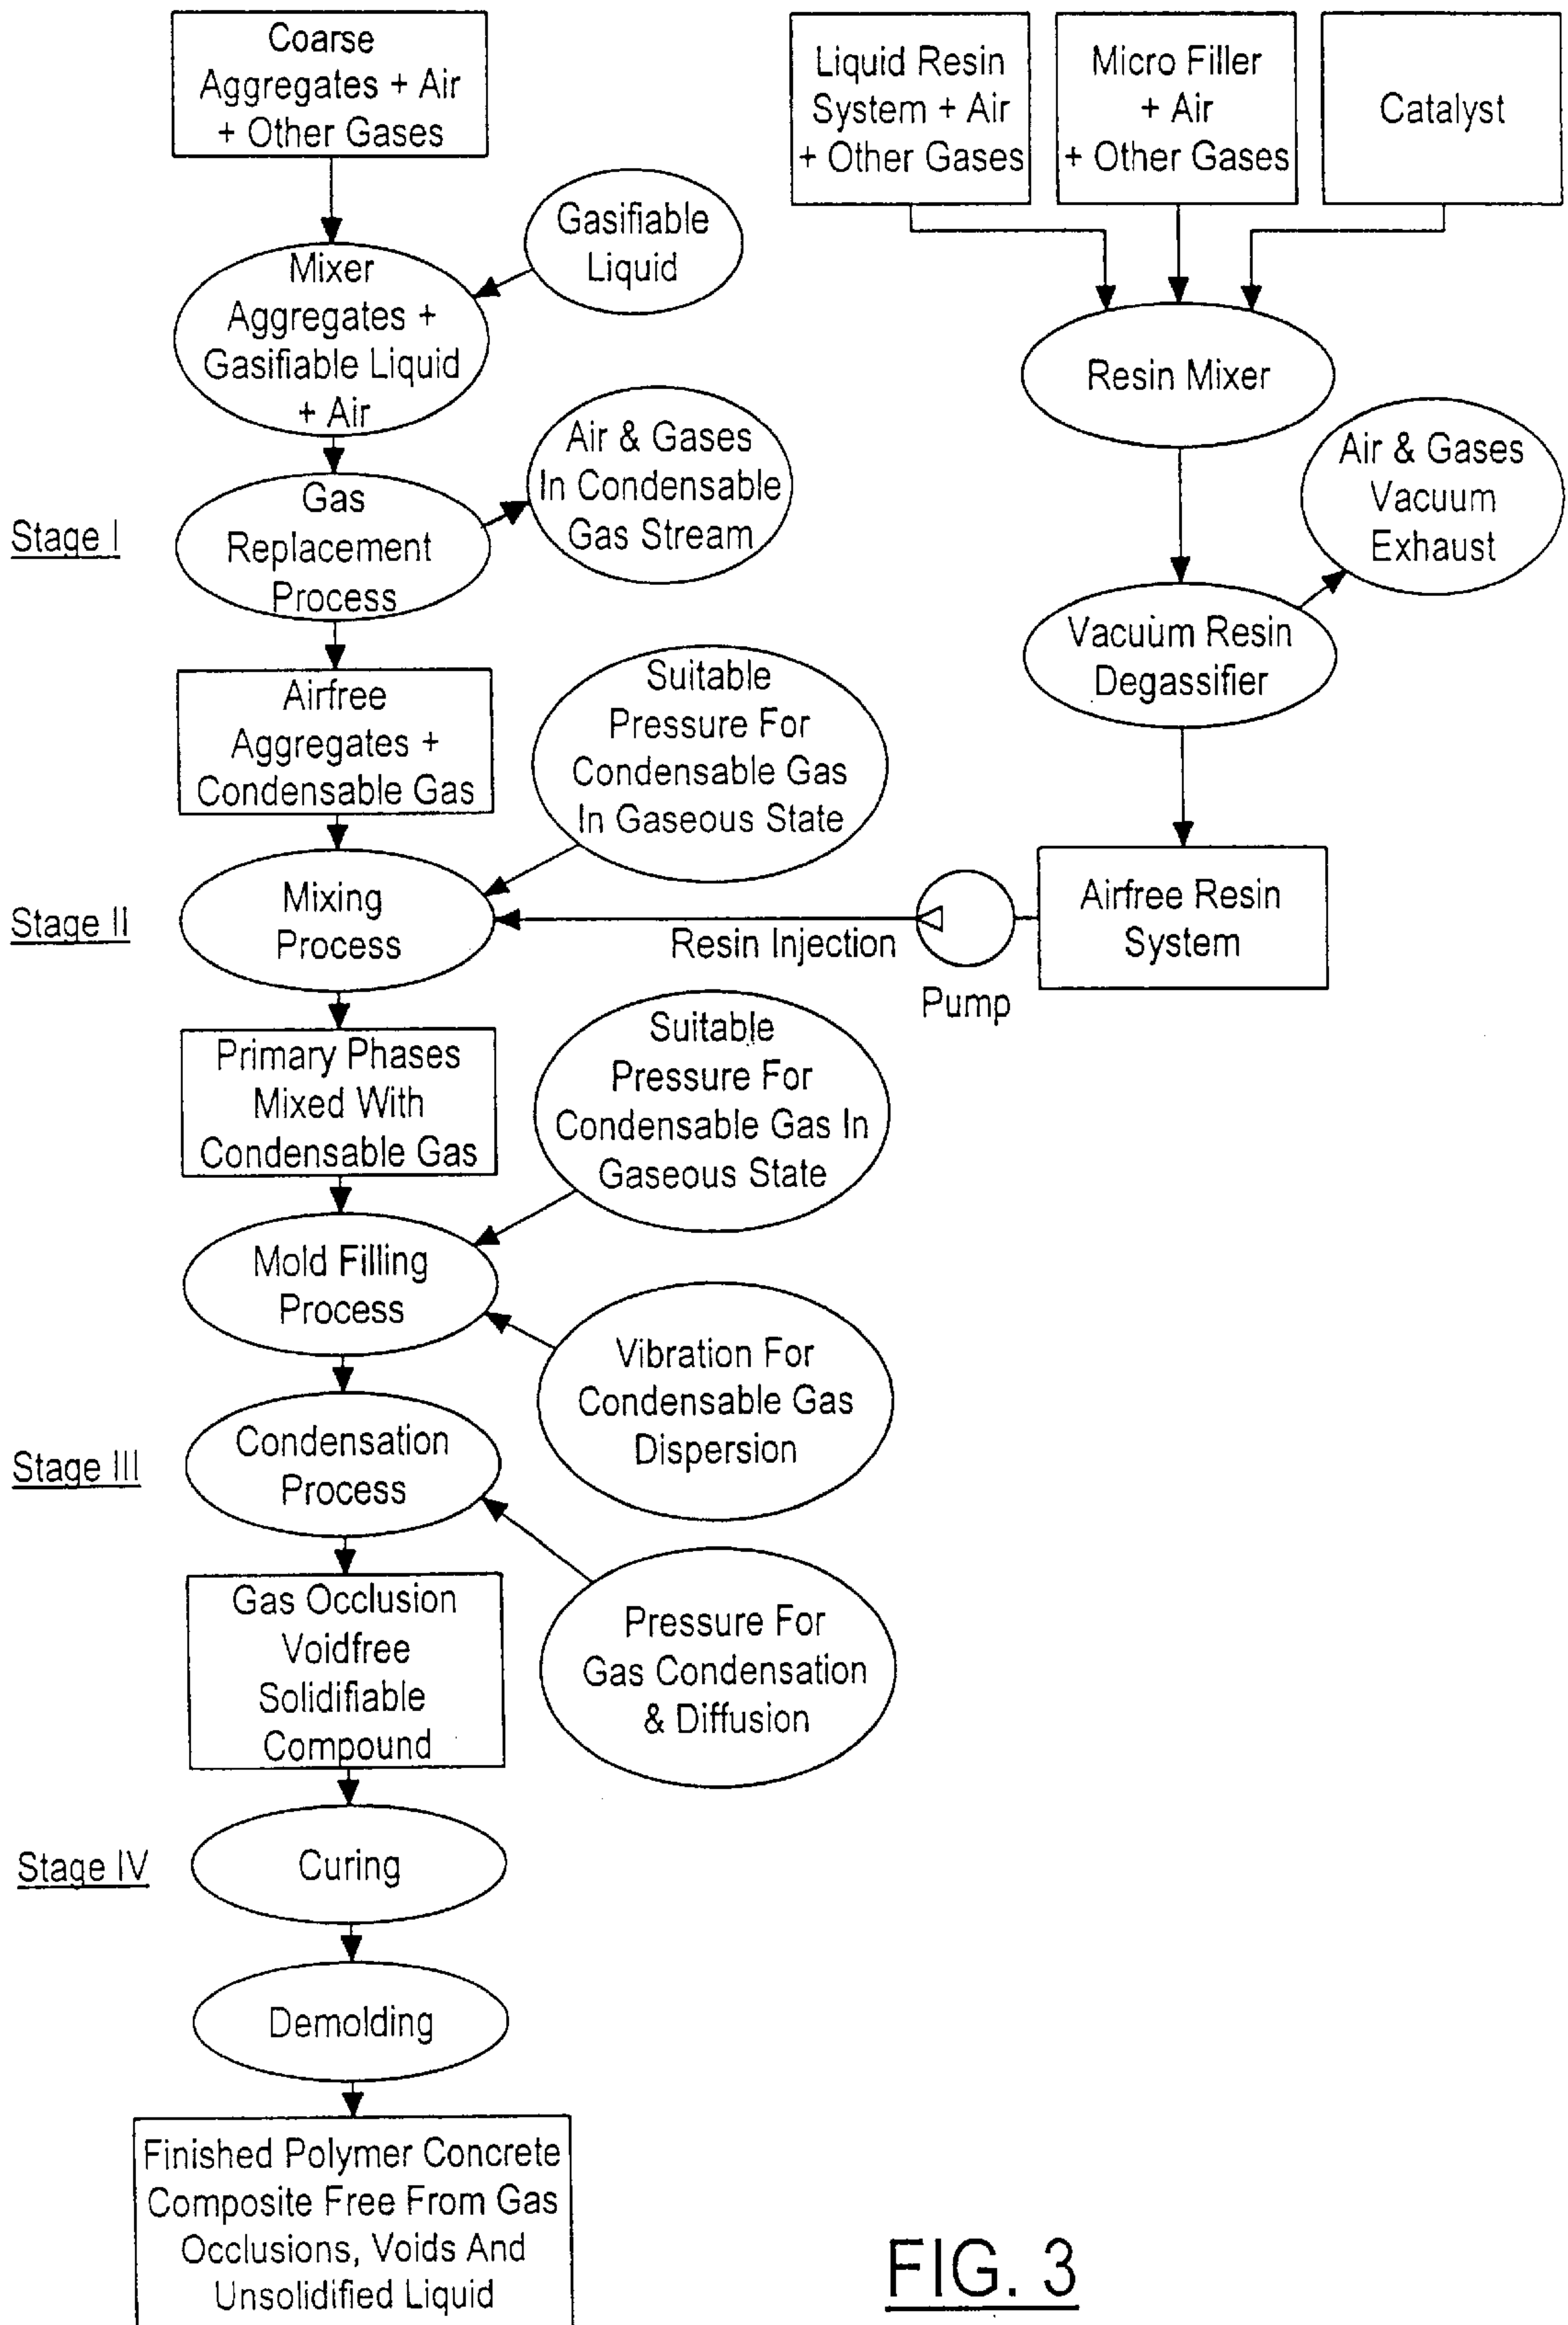 Coarse
Aggregates + Air
+ Other Gases
Liquid Resin
System + Air
+ Other Gases
Micro Filler
+ Air
+ Other Gases
Catalyst
Gasifiable
Liquid
Mixer
Aggregates +
Gasifiable Liquid
+ Air
Resin Mixer
Air & Gases
In Condensable
Gas Stream
Air & Gases
Vacuum
Exhaust
Stage I
Gas
Replacement
Process
Vacuum Resin
Degassifier
Airfree
Aggregates +
Condensable Gas
Suitable
Pressure For
Condensable Gas
In Gaseous State
Stage II
Mixing
Process
Resin Injection
Pump
Airfree Resin
System
Primary Phases
Mixed With
Condensable Gas
Suitable
Pressure For
Condensable Gas In
Gaseous State
Mold Filling
Process
Vibration For
Condensable Gas
Dispersion
Stage III
Condensation
Process
Gas Occlusion
Voidfree
Solidifiable
Compound
Pressure For
Gas Condensation
& Diffusion
Stage IV
Curing
Demolding
Finished Polymer Concrete
Composite Free From Gas
Occlusions, Voids And
Unsolidified Liquid
FIG. 3